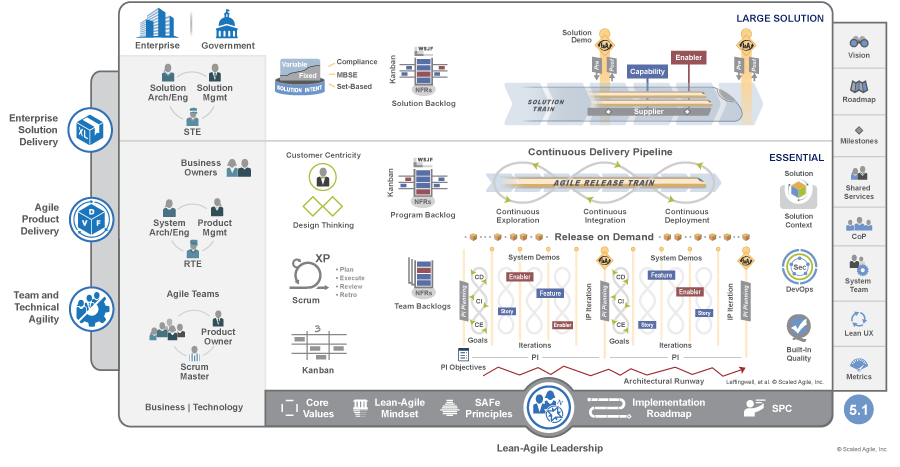 LARGE SOLUTION
Enterprise
Government
Solution
Demo
Variable
Fixed
SOLUTION INTENT
Compliance
MBSE
Set-Based
Kanban
WSJF
NFRs
Solution Backlog
SOLUTION
TRAIN
Capability
Enabler
Supplier
Pre
Post
Pre
Post
Solution
Arch/Eng
Solution
Mgmt
STE
Enterprise
Solution
Delivery
XL
Agile
Product
Delivery
D
V
F
Team and
Technical
Agility
ESSENTIAL
Business
Owners
System
Arch/Eng
Product
Mgmt
RTE
Agile Teams
Product
Owner
Scrum
Master
Business | Technology
Customer Centricity
Design Thinking
XP
• Plan
• Execute
• Review
• Retro
Scrum
3
Kanban
Kanban
WSJF
NFRs
Program Backlog
NFRs
Team Backlogs
Continuous Delivery Pipeline
AGILE RELEASE TRAIN
Continuous
Exploration
Continuous
Integration
Continuous
Deployment
Release on Demand
System Demos
System Demos
PI Planning
CD
CI
CE
Goals
Enabler
Feature
Story
Enabler
Iterations
IP Iteration
I&A
PI Planning
CD
CI
CE
Goals
Feature
Enabler
Story
Story
Iterations
IP Iteration
I&A
PI
PI
PI Objectives
Architectural Runway
Leffingwell, et al. © Scaled Agile, Inc.
Solution
Solution
Context
Sec
DevOps
Built-In
Quality
Vision
Roadmap
Milestones
Shared
Services
CoP
System
Team
Lean UX
Metrics
Core
Values
Lean-Agile
Mindset
SAFe
Principles
Implementation
Roadmap
SPC
Lean-Agile Leadership
5.1
© Scaled Agile, Inc.